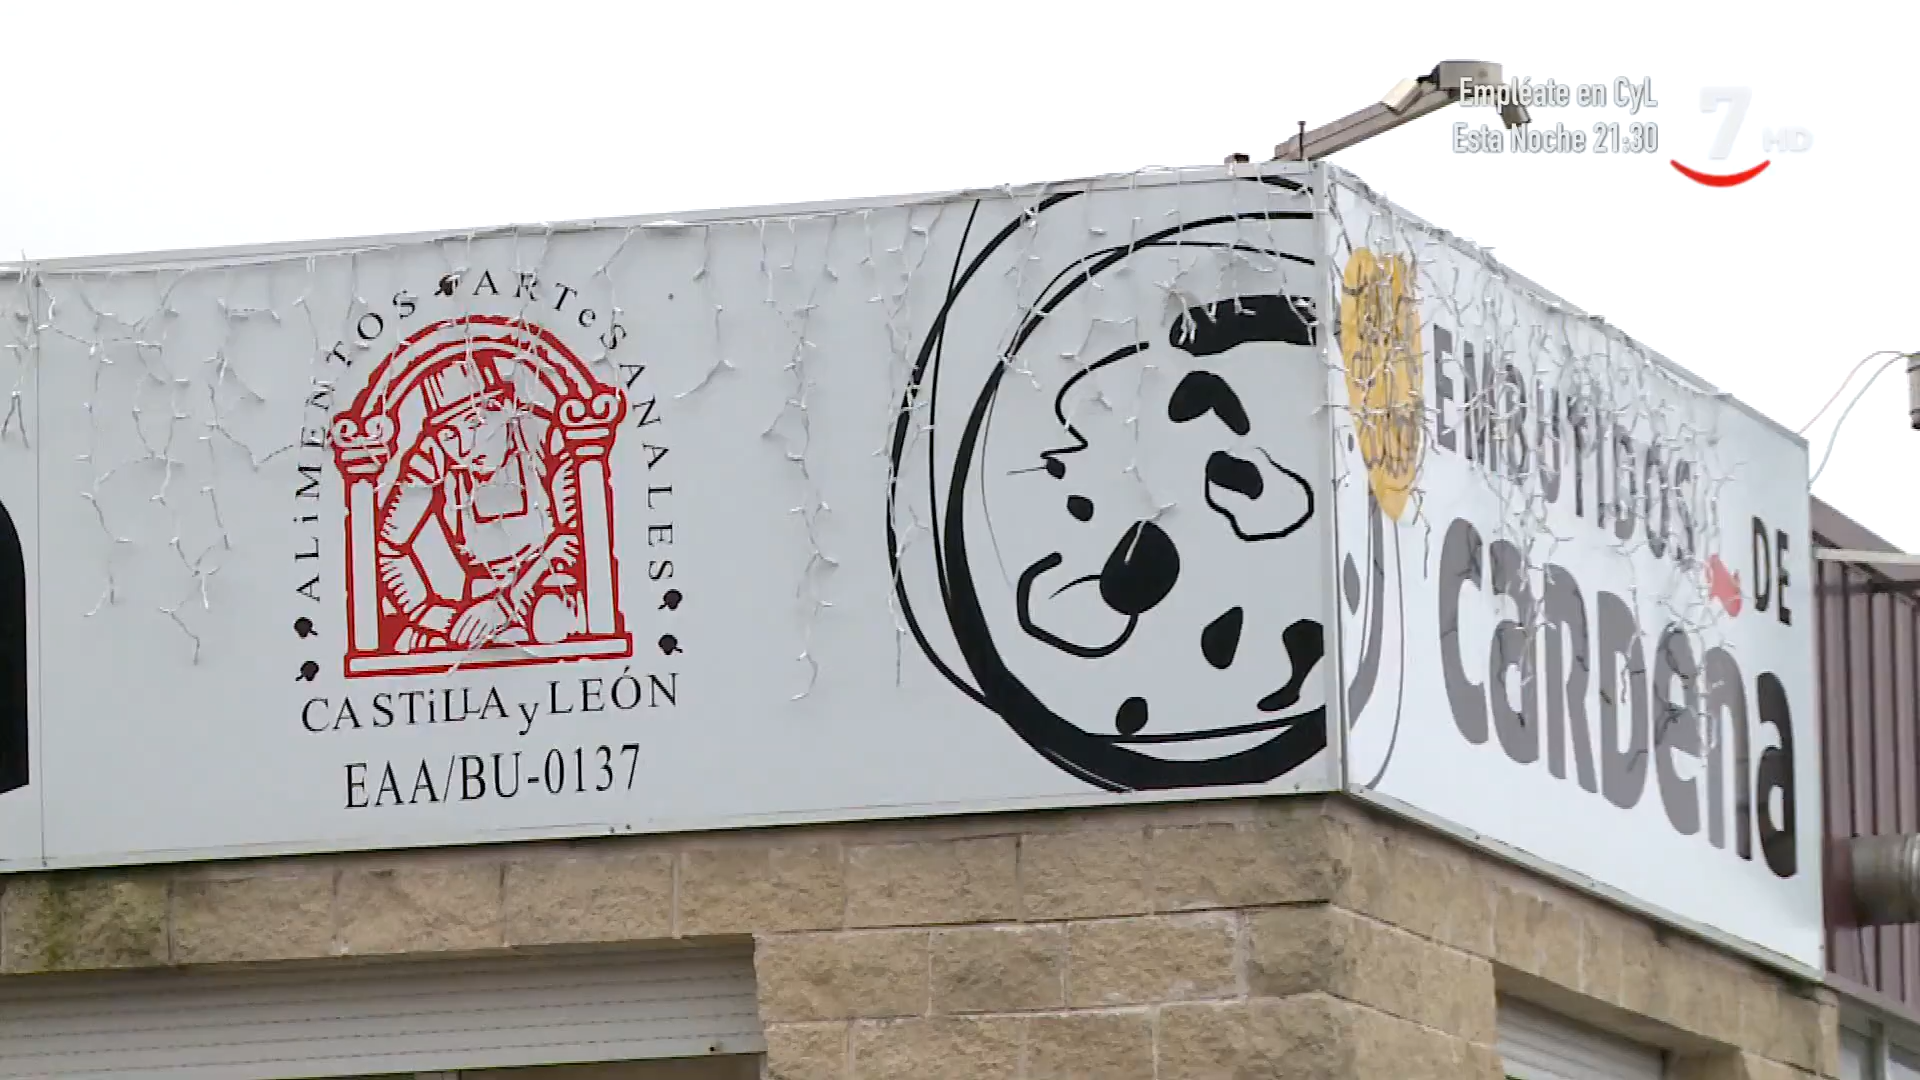 Empléate en CyL
Esta Noche 21:30
7 HD
ALiMENTOS ARTeSANALES
CASTiLLA y LEÓN
EAA/BU-0137
EMBUTIDOS DE
CaRDeña